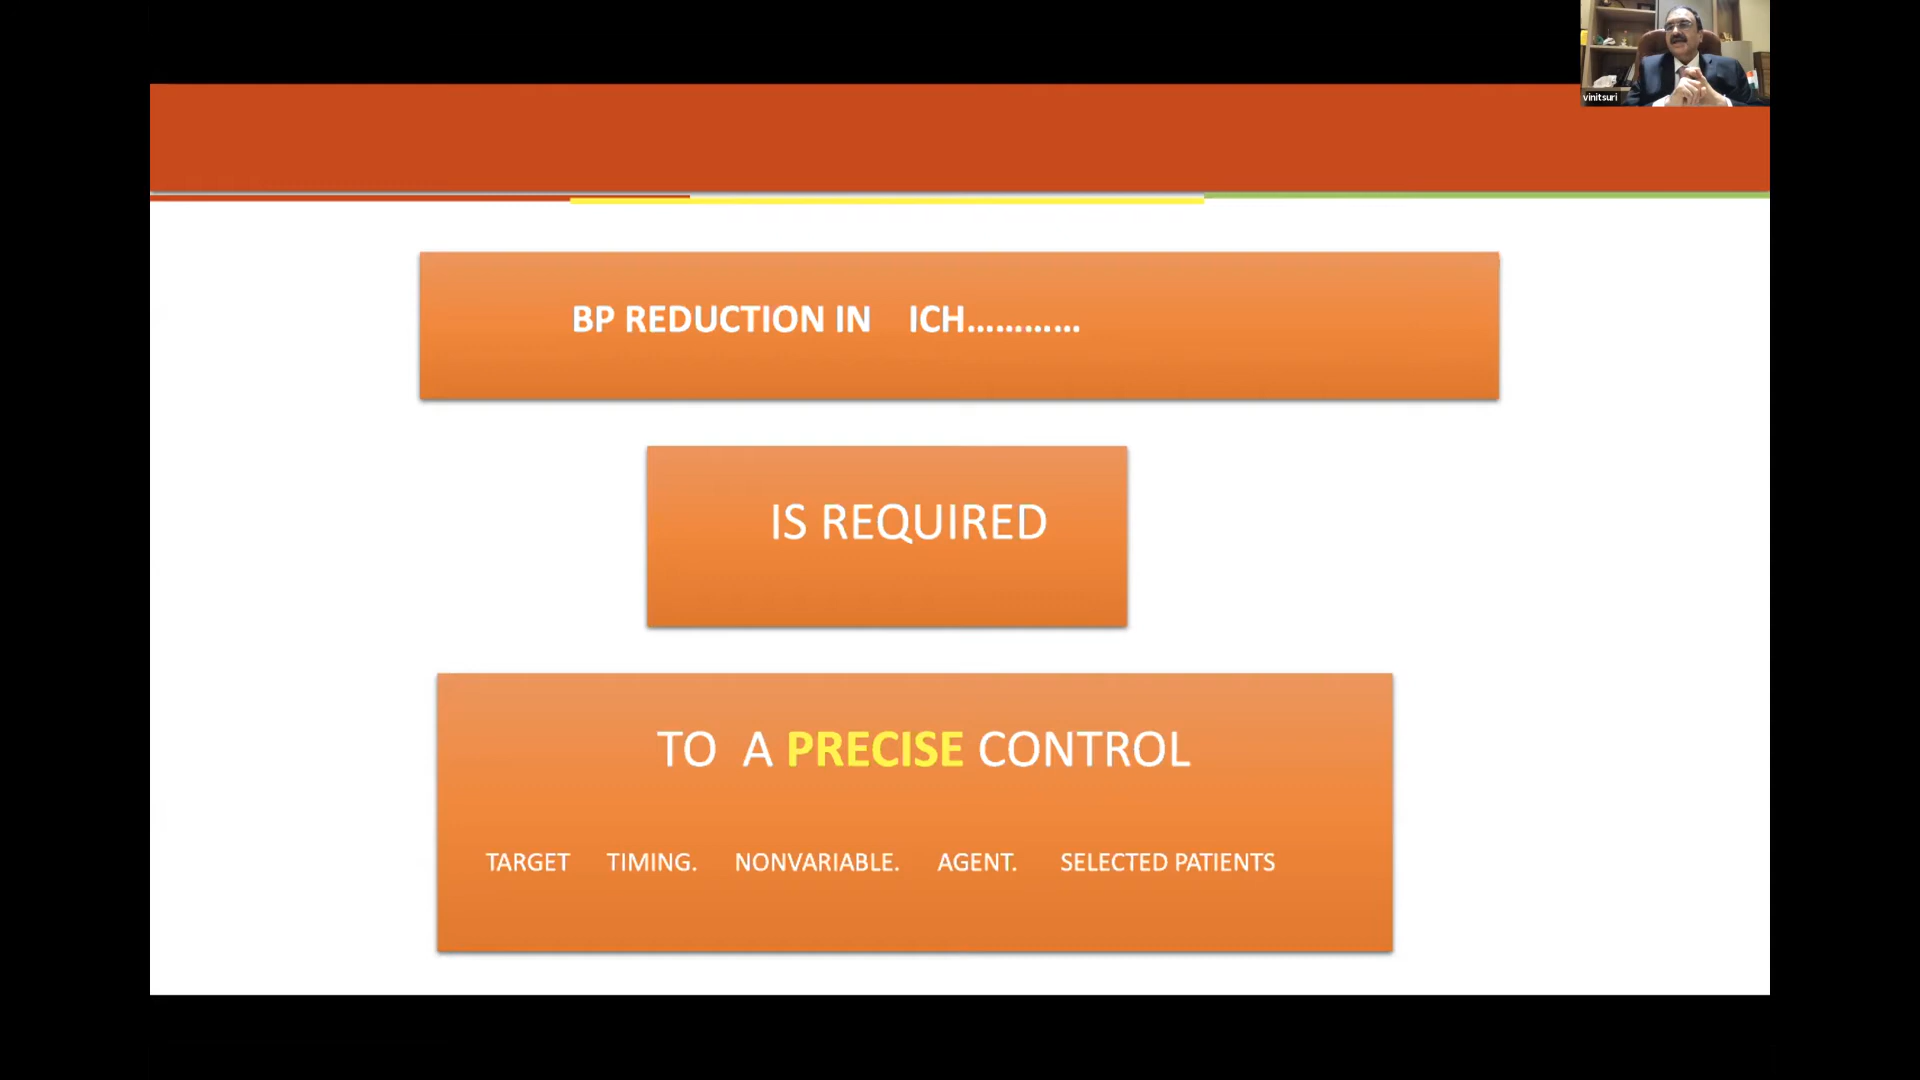 vinitsuri
BP REDUCTION IN ICH............
IS REQUIRED
TO A PRECISE CONTROL
TARGET TIMING. NONVARIABLE. AGENT. SELECTED PATIENTS